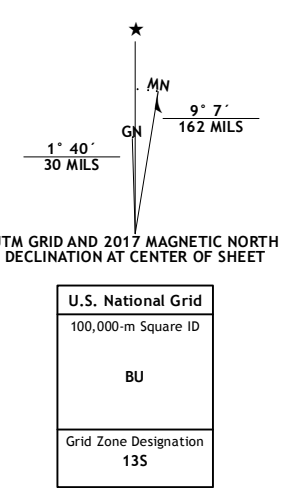 ★
MN
GN
9° 7´
162 MILS
1° 40´
30 MILS
UTM GRID AND 2017 MAGNETIC NORTH
DECLINATION AT CENTER OF SHEET
U.S. National Grid
100,000-m Square ID
BU
Grid Zone Designation
13S